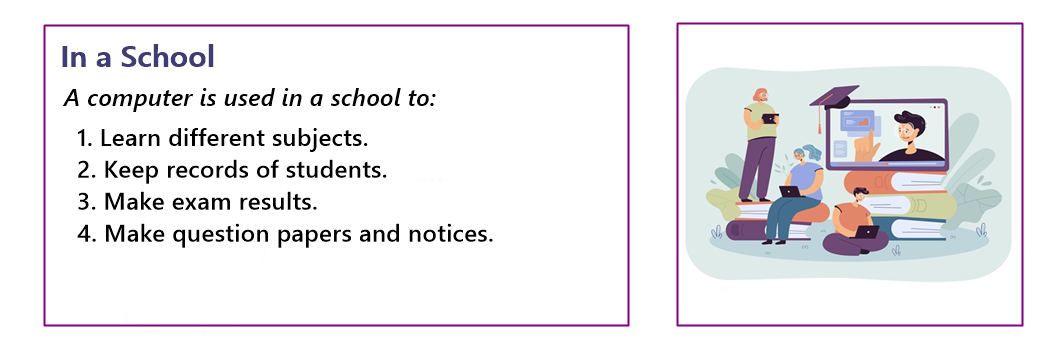 In a School
A computer is used in a school to:
1. Learn different subjects.
2. Keep records of students.
3. Make exam results.
4. Make question papers and notices.